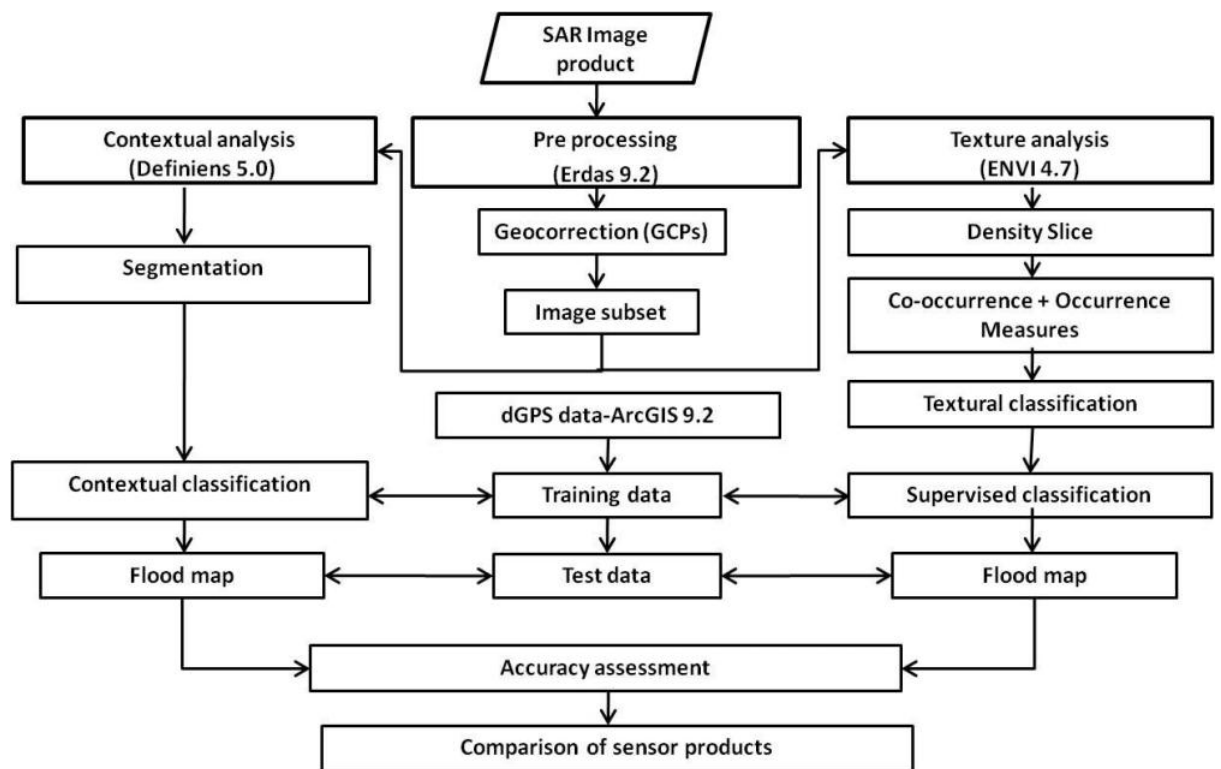 SAR Image
product
Contextual analysis
(Definiens 5.0)
Pre processing
(Erdas 9.2)
Texture analysis
(ENVI 4.7)
Geocorrection (GCPs)
Density Slice
Segmentation
Image subset
Co-occurrence + Occurrence
Measures
dGPS data-ArcGIS 9.2
Textural classification
Contextual classification
Training data
Supervised classification
Flood map
Test data
Flood map
Accuracy assessment
Comparison of sensor products